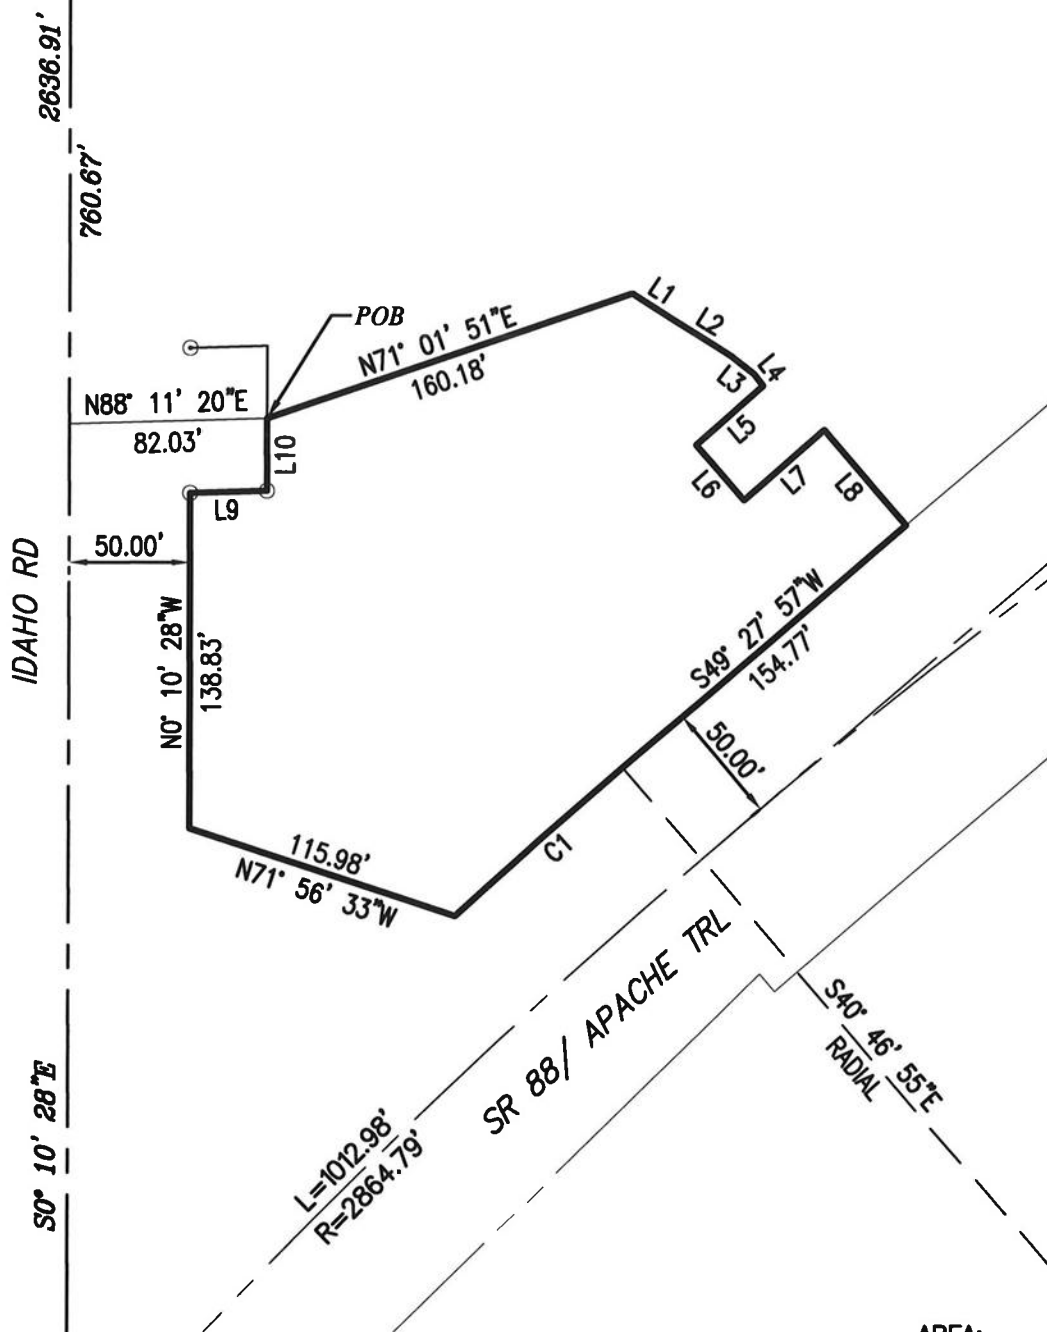 2636.91'
760.67'
POB
N71° 01' 51"E
160.18'
L1
L2
L3
L4
L5
L6
L7
L8
N88° 11' 20"E
82.03'
L10
L9
50.00'
IDAHO RD
N0° 10' 28"W
138.83'
S49° 27' 57"W
154.77'
50.00'
C1
115.98'
N71° 56' 33"W
SR 88/ APACHE TRL
S40° 46' 55"E
RADIAL
S0° 10' 28"E
L=1012.98'
R=2864.79'
AREA: